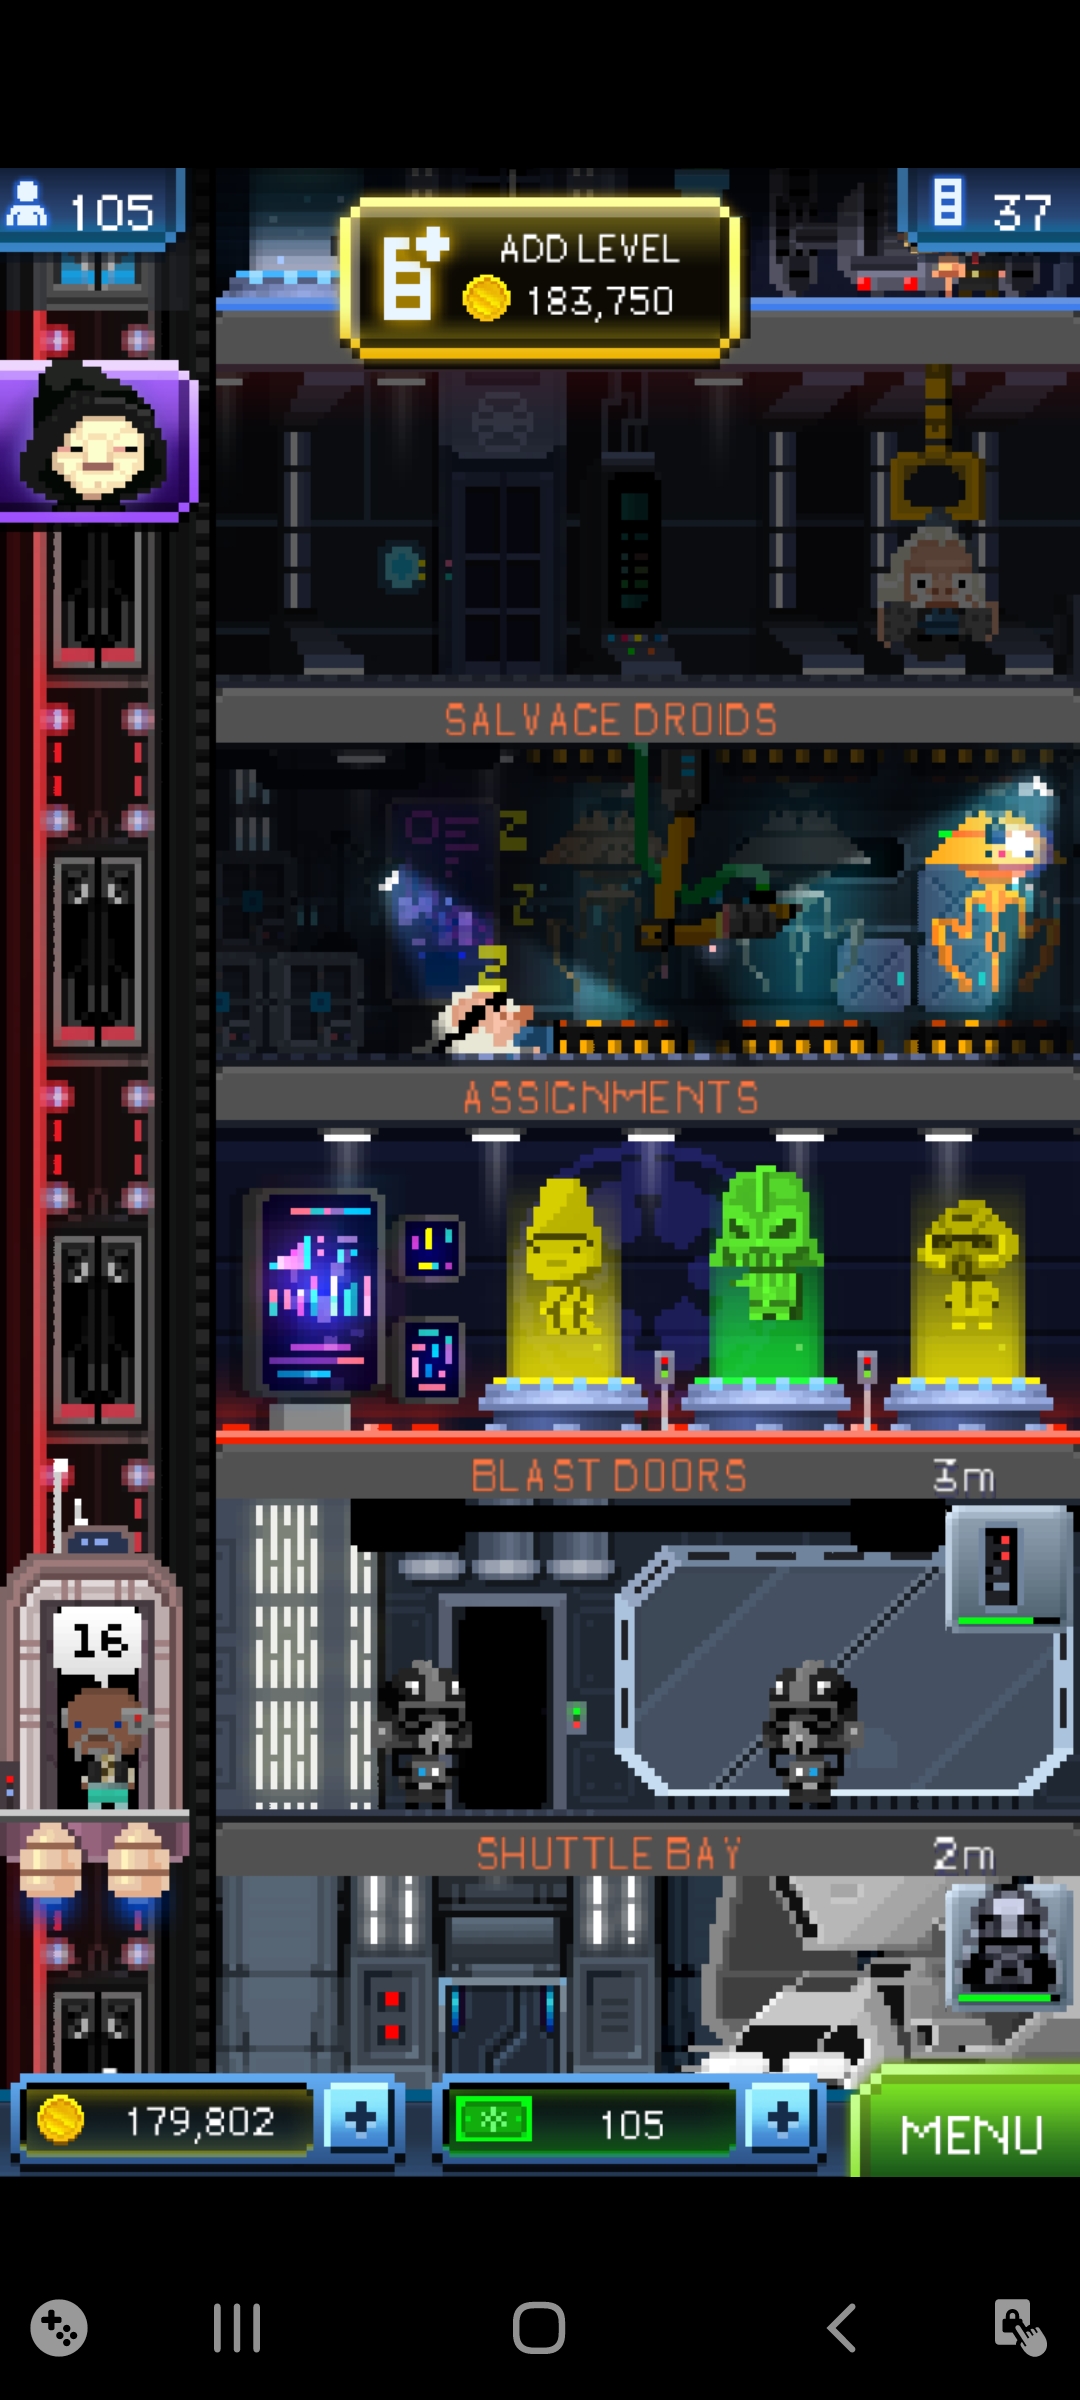 105
37
ADD LEVEL
183,750
SALVAGE DROIDS
ASSIGNMENTS
BLAST DOORS 3m
16
SHUTTLE BAY 2m
179,802
105
MENU